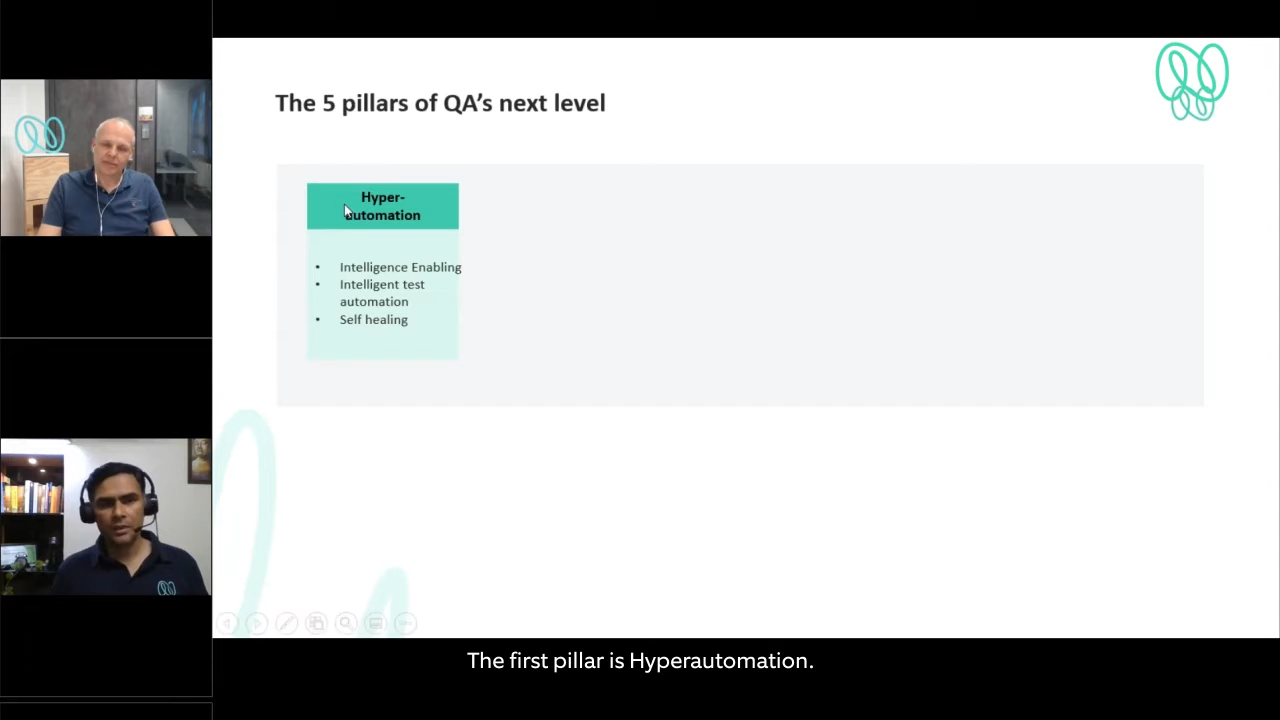 The 5 pillars of QA's next level
Hyper-
automation
• Intelligence Enabling
• Intelligent test
automation
• Self healing
The first pillar is Hyperautomation.